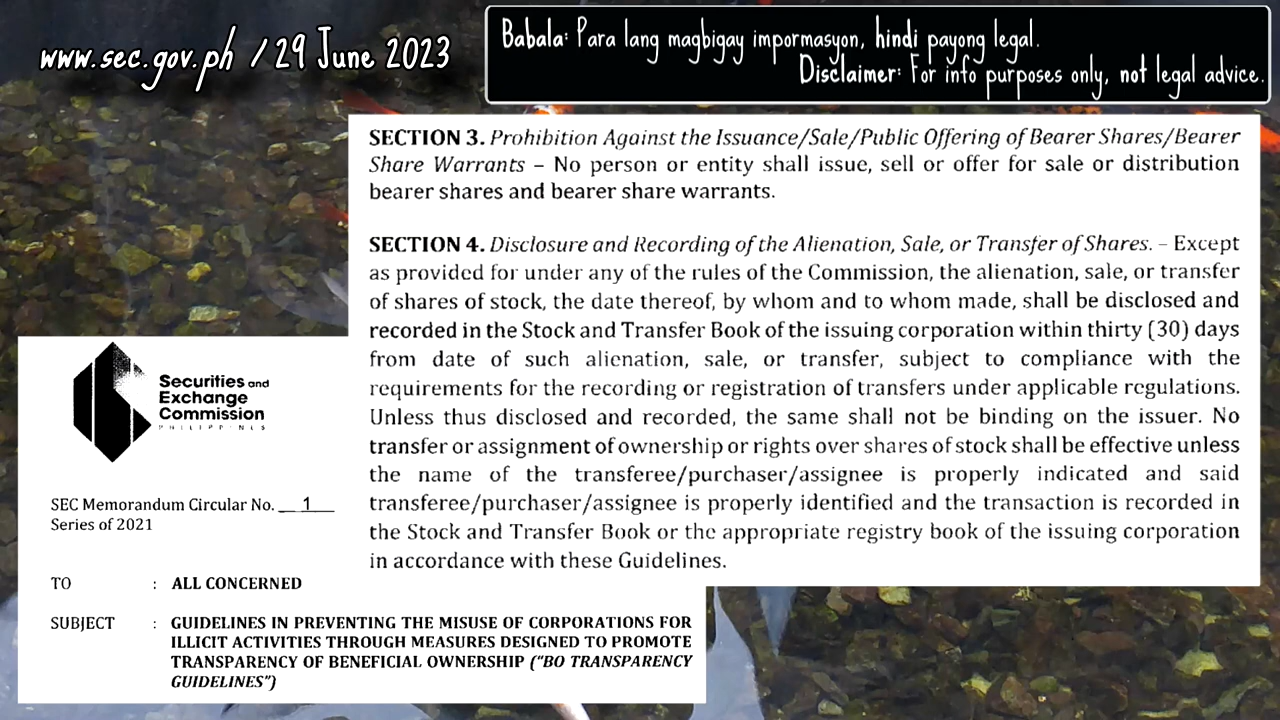 www.sec.gov.ph / 29 June 2023
Babala: Para lang magbigay impormasyon, hindi payong legal.
Disclaimer: For info purposes only, not legal advice.
SECTION 3. Prohibition Against the Issuance/Sale/Public Offering of Bearer Shares/Bearer
Share Warrants – No person or entity shall issue, sell or offer for sale or distribution
bearer shares and bearer share warrants.
SECTION 4. Disclosure and Recording of the Alienation, Sale, or Transfer of Shares. – Except
as provided for under any of the rules of the Commission, the alienation, sale, or transfer
of shares of stock, the date thereof, by whom and to whom made, shall be disclosed and
recorded in the Stock and Transfer Book of the issuing corporation within thirty (30) days
from date of such alienation, sale, or transfer, subject to compliance with the
requirements for the recording or registration of transfers under applicable regulations.
Unless thus disclosed and recorded, the same shall not be binding on the issuer. No
transfer or assignment of ownership or rights over shares of stock shall be effective unless
the name of the transferee/purchaser/assignee is properly indicated and said
transferee/purchaser/assignee is properly identified and the transaction is recorded in
the Stock and Transfer Book or the appropriate registry book of the issuing corporation
in accordance with these Guidelines.
Securities and
Exchange
Commission
PHILIPPINES
SEC Memorandum Circular No. 1
Series of 2021
TO : ALL CONCERNED
SUBJECT : GUIDELINES IN PREVENTING THE MISUSE OF CORPORATIONS FOR
ILLICIT ACTIVITIES THROUGH MEASURES DESIGNED TO PROMOTE
TRANSPARENCY OF BENEFICIAL OWNERSHIP ("BO TRANSPARENCY
GUIDELINES")